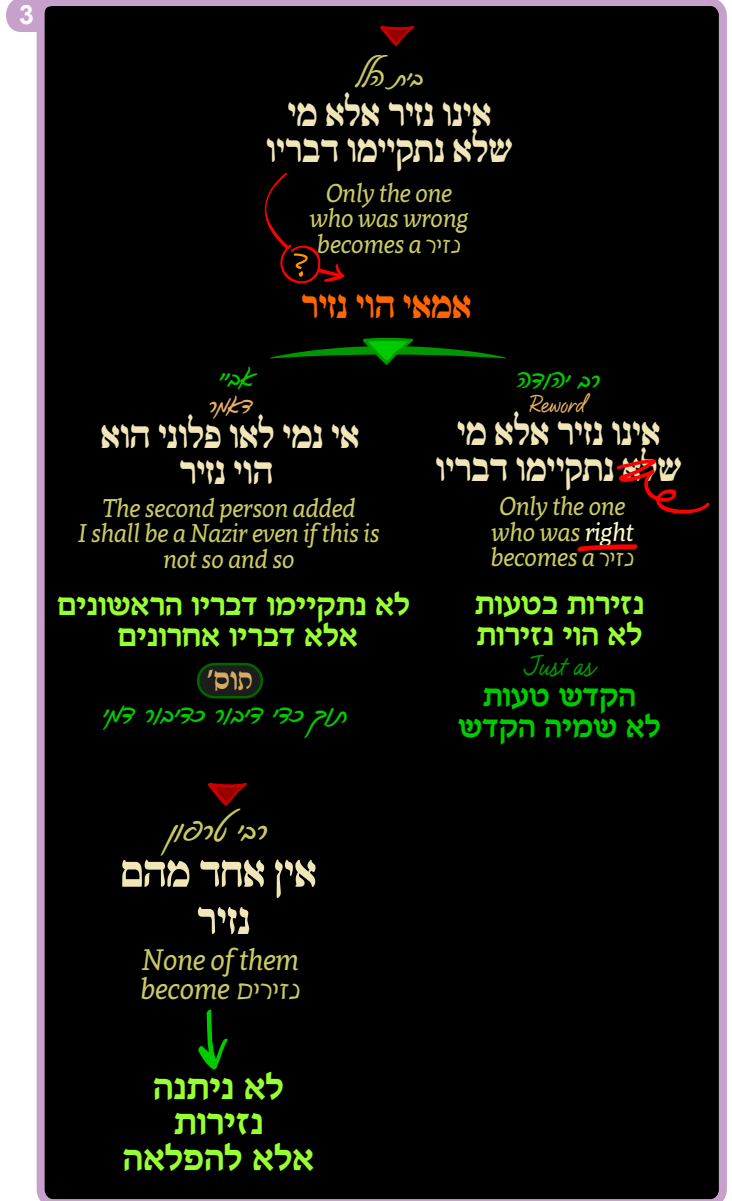 3
בית הלל
אינו נזיר אלא מי
שלא נתקיימו דבריו
Only the one
who was wrong
becomes a נזיר
?
אמאי הוי נזיר
רב יהודה
Reword
אינו נזיר אלא מי
שלא נתקיימו דבריו
Only the one
who was right
becomes a נזיר
נזירות בטעות
לא הוי נזירות
Just as
הקדש טעות
לא שמיה הקדש
אביי
דאמר
אי נמי לאו פלוני הוא
הוי נזיר
The second person added
I shall be a Nazir even if this is
not so and so
לא נתקיימו דבריו הראשונים
אלא דבריו אחרונים
תוס'
תוך כדי דיבור כדיבור דמי
רבי טרפון
אין אחד מהם
נזיר
None of them
become נזירים
לא ניתנה
נזירות
אלא להפלאה